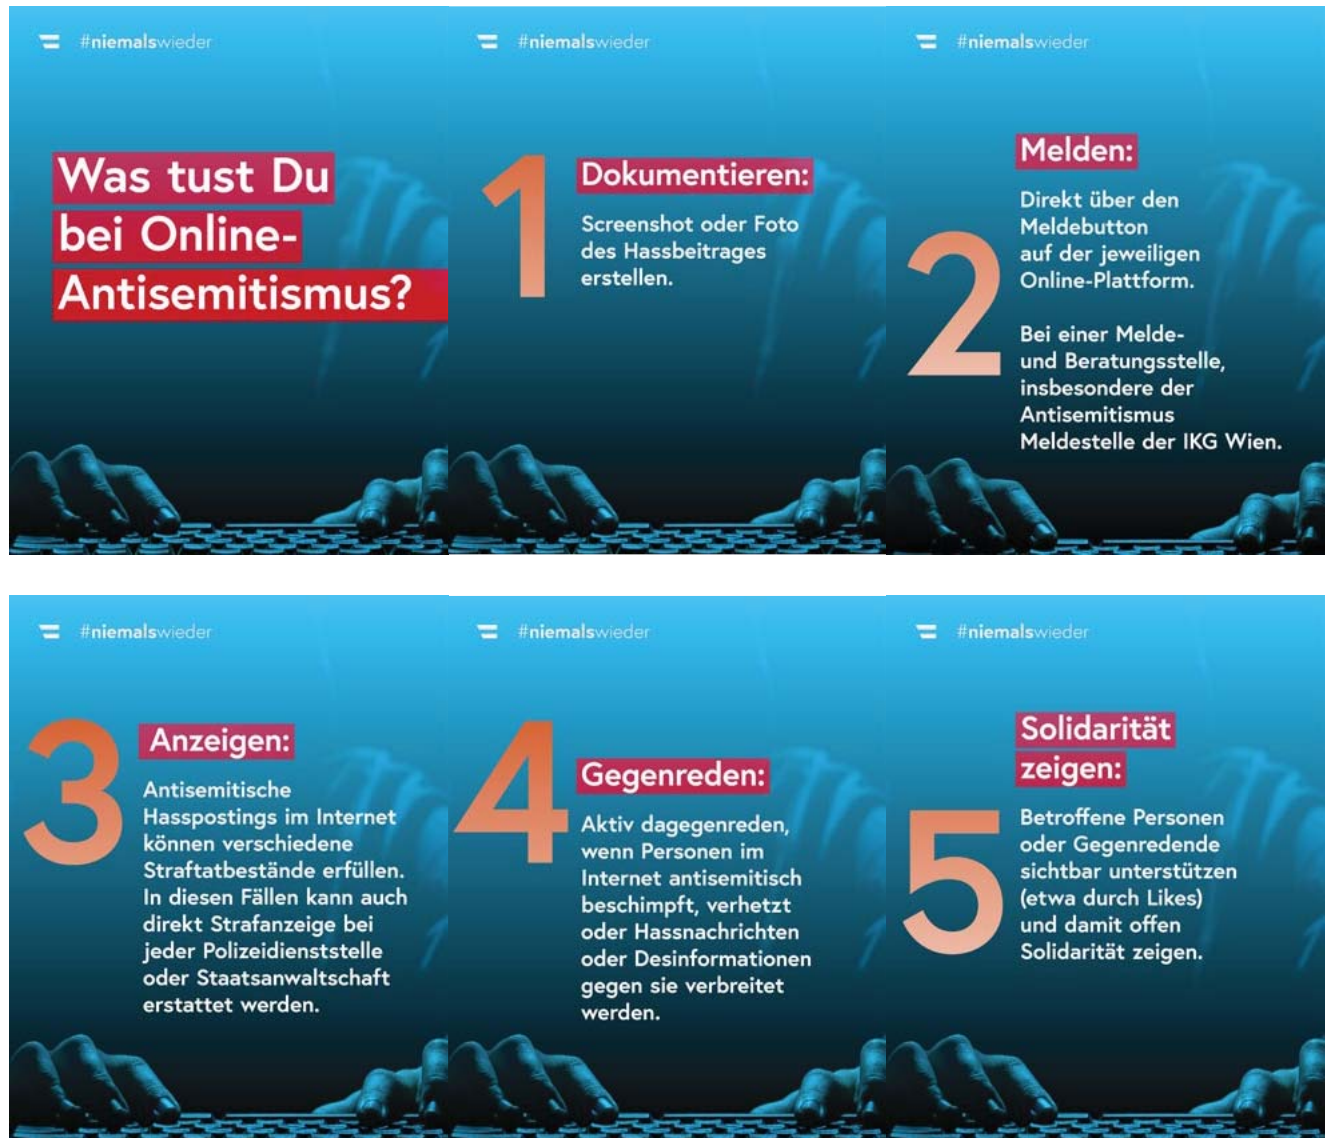 #niemalswieder
Was tust Du
bei Online-
Antisemitismus?
#niemalswieder
1
Dokumentieren:
Screenshot oder Foto
des Hassbeitrages
erstellen.
#niemalswieder
2
Melden:
Direkt über den
Meldebutton
auf der jeweiligen
Online-Plattform.
Bei einer Melde-
und Beratungsstelle,
insbesondere der
Antisemitismus
Meldestelle der IKG Wien.
#niemalswieder
3
Anzeigen:
Antisemitische
Hasspostings im Internet
können verschiedene
Straftatbestände erfüllen.
In diesen Fällen kann auch
direkt Strafanzeige bei
jeder Polizeidienststelle
oder Staatsanwaltschaft
erstattet werden.
#niemalswieder
4
Gegenreden:
Aktiv dagegenreden,
wenn Personen im
Internet antisemitisch
beschimpft, verhetzt
oder Hassnachrichten
oder Desinformationen
gegen sie verbreitet
werden.
#niemalswieder
5
Solidarität
zeigen:
Betroffene Personen
oder Gegenredende
sichtbar unterstützen
(etwa durch Likes)
und damit offen
Solidarität zeigen.